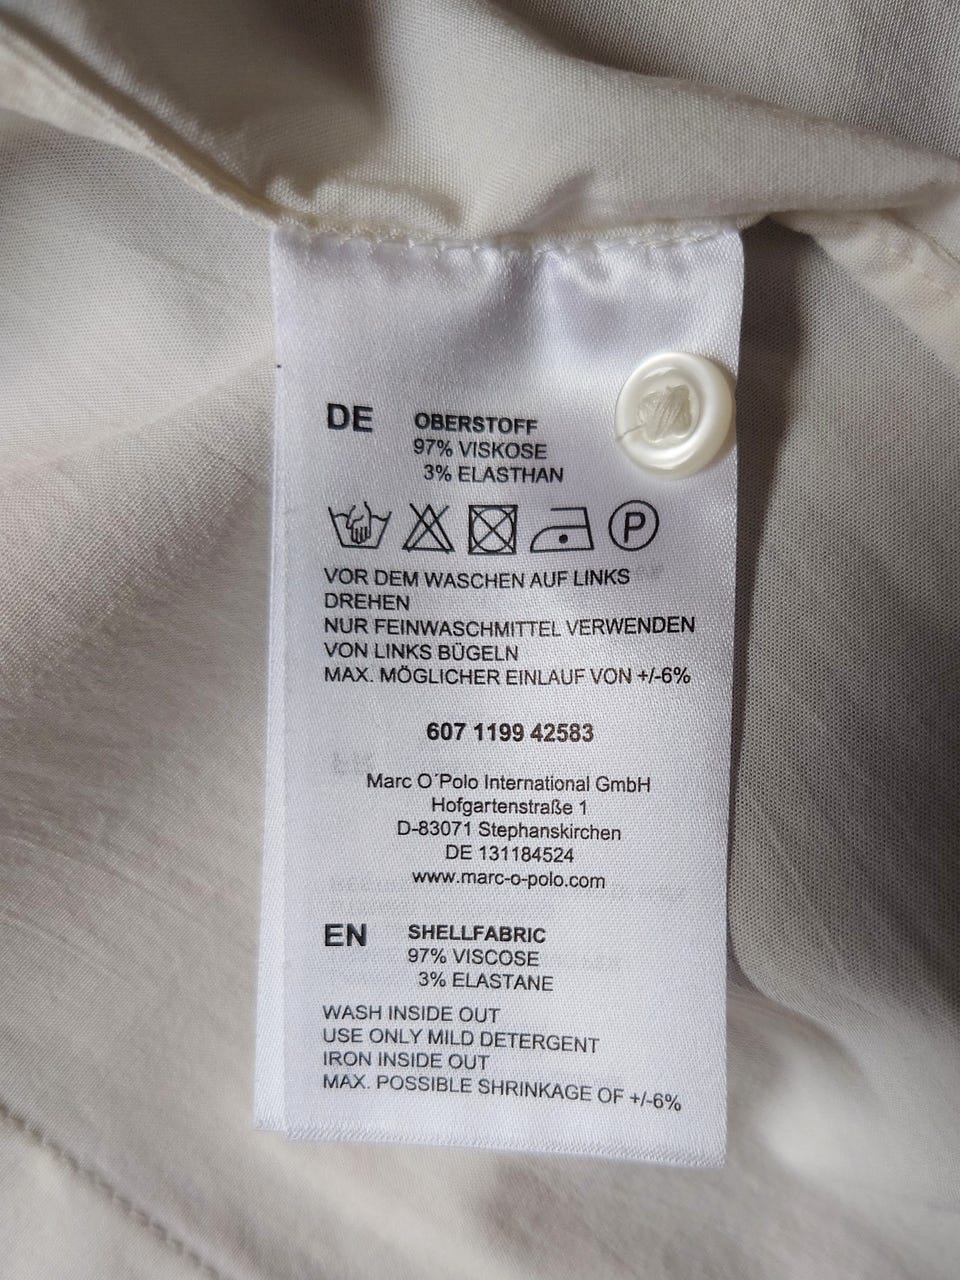 DE OBERSTOFF
97% VISKOSE
3% ELASTHAN
P
VOR DEM WASCHEN AUF LINKS
DREHEN
NUR FEINWASCHMITTEL VERWENDEN
VON LINKS BÜGELN
MAX. MÖGLICHER EINLAUF VON +/-6%
607 1199 42583
Marc O´Polo International GmbH
Hofgartenstraße 1
D-83071 Stephanskirchen
DE 131184524
www.marc-o-polo.com
EN SHELLFABRIC
97% VISCOSE
3% ELASTANE
WASH INSIDE OUT
USE ONLY MILD DETERGENT
IRON INSIDE OUT
MAX. POSSIBLE SHRINKAGE OF +/-6%